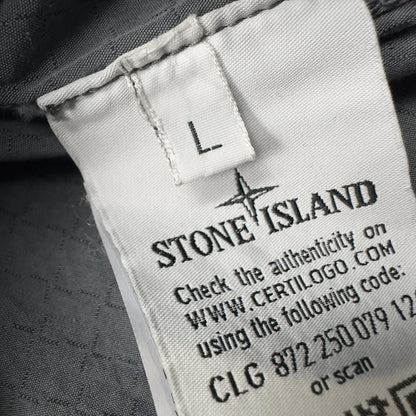 L
STONE ISLAND
Check the authenticity on
WWW.CERTILOGO.COM
using the following code:
CLG 872 250 079 12
or scan